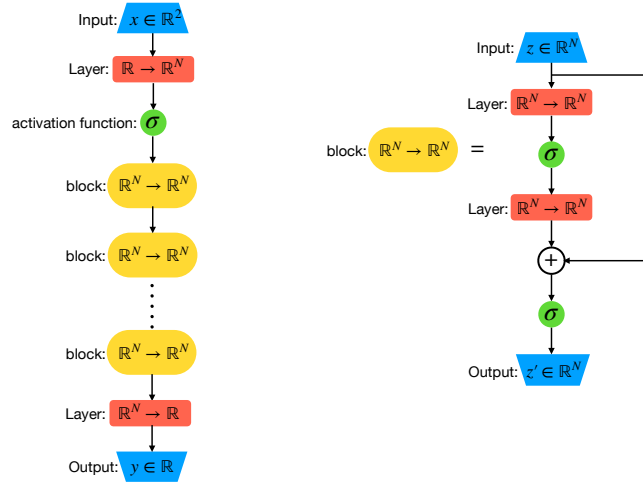 Input: x ∈ ℝ²
Layer: ℝ → ℝᴺ
activation function: σ
block: ℝᴺ → ℝᴺ
block: ℝᴺ → ℝᴺ
block: ℝᴺ → ℝᴺ
Layer: ℝᴺ → ℝ
Output: y ∈ ℝ
block: ℝᴺ → ℝᴺ =
Input: z ∈ ℝᴺ
Layer: ℝᴺ → ℝᴺ
σ
Layer: ℝᴺ → ℝᴺ
+
σ
Output: z′ ∈ ℝᴺ